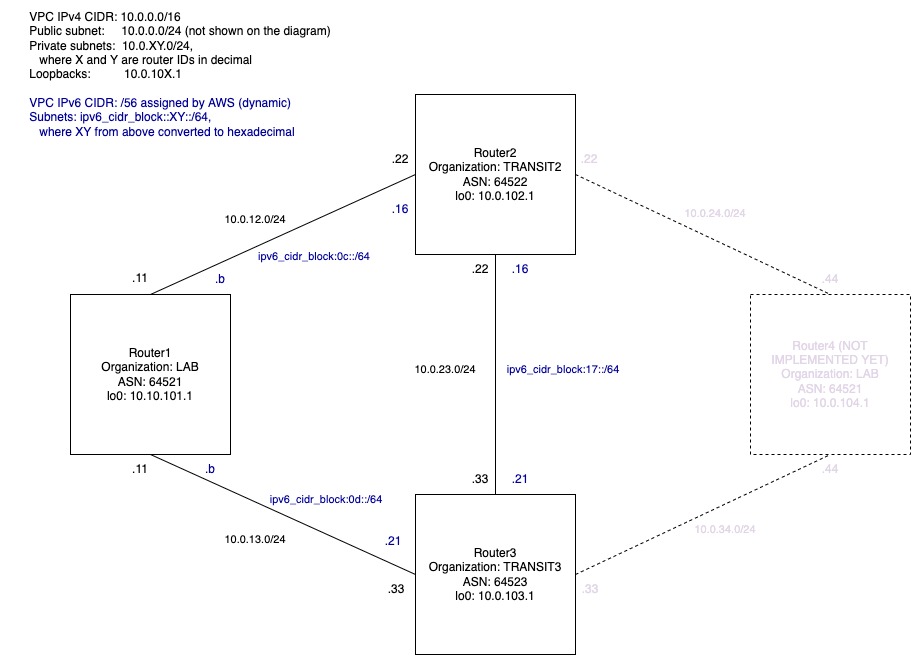 VPC IPv4 CIDR: 10.0.0.0/16
Public subnet: 10.0.0.0/24 (not shown on the diagram)
Private subnets: 10.0.XY.0/24,
where X and Y are router IDs in decimal
Loopbacks: 10.0.10X.1
VPC IPv6 CIDR: /56 assigned by AWS (dynamic)
Subnets: ipv6_cidr_block::XY::/64,
where XY from above converted to hexadecimal
.22
Router2
Organization: TRANSIT2
ASN: 64522
lo0: 10.0.102.1
.22
.16
10.0.12.0/24
10.0.24.0/24
ipv6_cidr_block:0c::/64
.22
.16
.11
.b
.44
Router1
Organization: LAB
ASN: 64521
lo0: 10.10.101.1
10.0.23.0/24
ipv6_cidr_block:17::/64
Router4 (NOT
IMPLEMENTED YET)
Organization: LAB
ASN: 64521
lo0: 10.0.104.1
.11
.b
.33
.21
.44
ipv6_cidr_block:0d::/64
10.0.13.0/24
.21
10.0.34.0/24
Router3
Organization: TRANSIT3
ASN: 64523
lo0: 10.0.103.1
.33
.33